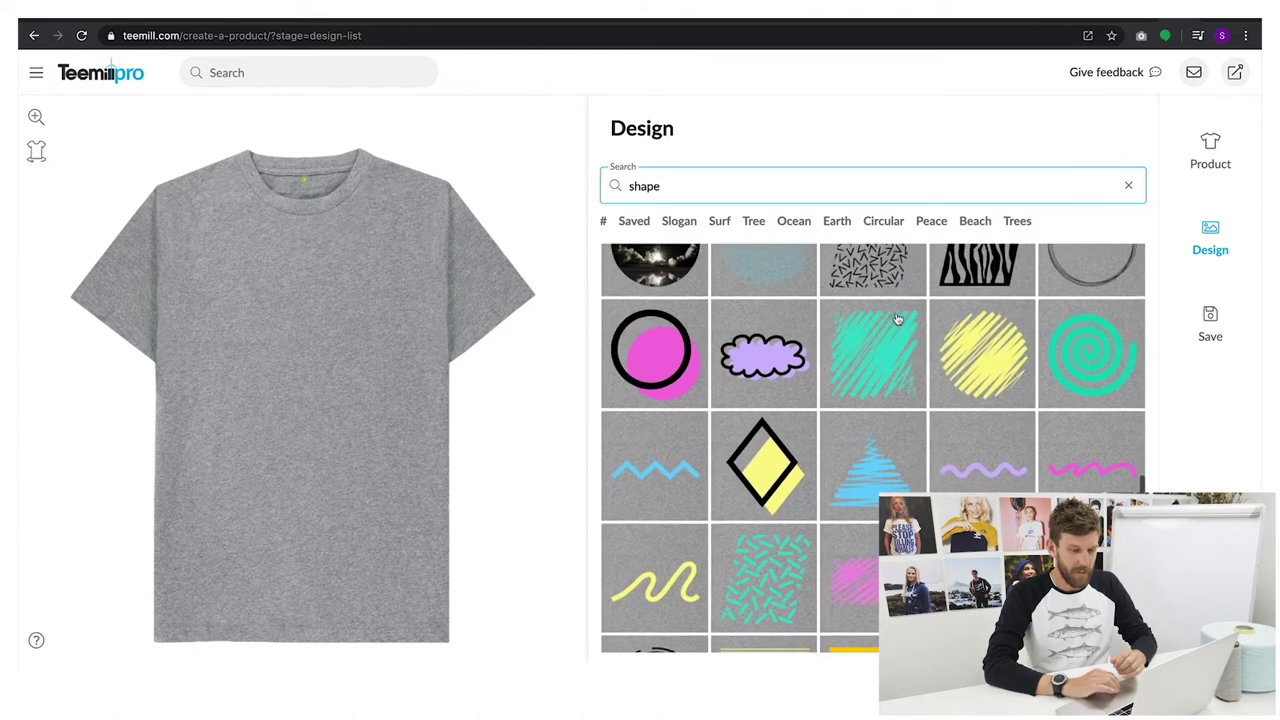 teemill.com/create-a-product/?stage=design-list
S
Teemillpro
Search
Give feedback
Design
Search
shape
# Saved Slogan Surf Tree Ocean Earth Circular Peace Beach Trees
Product
Design
Save
?
PLEASE
STOP
KILLING